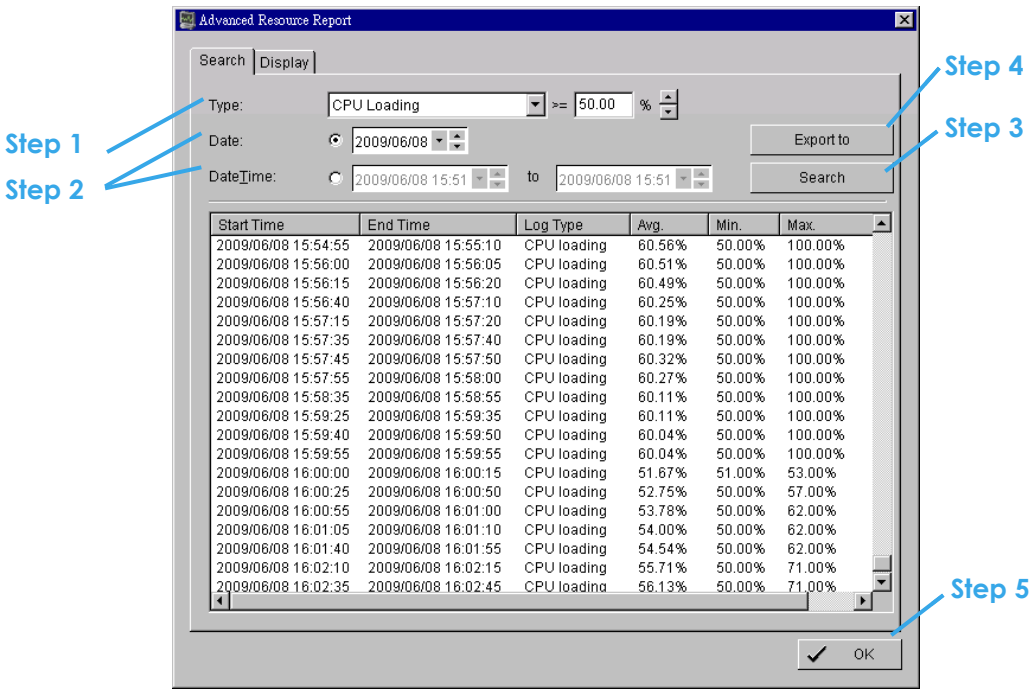 Advanced Resource Report
Search Display
Step 4
Type: CPU Loading >= 50.00 %
Step 3
Step 1
Date: 2009/06/08 Export to
Step 2
DateTime: 2009/06/08 15:51 to 2009/06/08 15:51 Search
Start Time End Time Log Type Avg. Min. Max.
2009/06/08 15:54:55 2009/06/08 15:55:10 CPU loading 60.56% 50.00% 100.00%
2009/06/08 15:56:00 2009/06/08 15:56:05 CPU loading 60.51% 50.00% 100.00%
2009/06/08 15:56:15 2009/06/08 15:56:20 CPU loading 60.49% 50.00% 100.00%
2009/06/08 15:56:40 2009/06/08 15:57:10 CPU loading 60.25% 50.00% 100.00%
2009/06/08 15:57:15 2009/06/08 15:57:20 CPU loading 60.19% 50.00% 100.00%
2009/06/08 15:57:35 2009/06/08 15:57:40 CPU loading 60.19% 50.00% 100.00%
2009/06/08 15:57:45 2009/06/08 15:57:50 CPU loading 60.32% 50.00% 100.00%
2009/06/08 15:57:55 2009/06/08 15:58:00 CPU loading 60.27% 50.00% 100.00%
2009/06/08 15:58:35 2009/06/08 15:58:55 CPU loading 60.11% 50.00% 100.00%
2009/06/08 15:59:25 2009/06/08 15:59:35 CPU loading 60.11% 50.00% 100.00%
2009/06/08 15:59:40 2009/06/08 15:59:50 CPU loading 60.04% 50.00% 100.00%
2009/06/08 15:59:55 2009/06/08 15:59:55 CPU loading 60.04% 50.00% 100.00%
2009/06/08 16:00:00 2009/06/08 16:00:15 CPU loading 51.67% 51.00% 53.00%
2009/06/08 16:00:25 2009/06/08 16:00:50 CPU loading 52.75% 50.00% 57.00%
2009/06/08 16:00:55 2009/06/08 16:01:00 CPU loading 53.78% 50.00% 62.00%
2009/06/08 16:01:05 2009/06/08 16:01:10 CPU loading 54.00% 50.00% 62.00%
2009/06/08 16:01:40 2009/06/08 16:01:55 CPU loading 54.54% 50.00% 62.00%
2009/06/08 16:02:10 2009/06/08 16:02:15 CPU loading 55.71% 50.00% 71.00%
2009/06/08 16:02:35 2009/06/08 16:02:45 CPU loading 56.13% 50.00% 71.00%
Step 5
OK